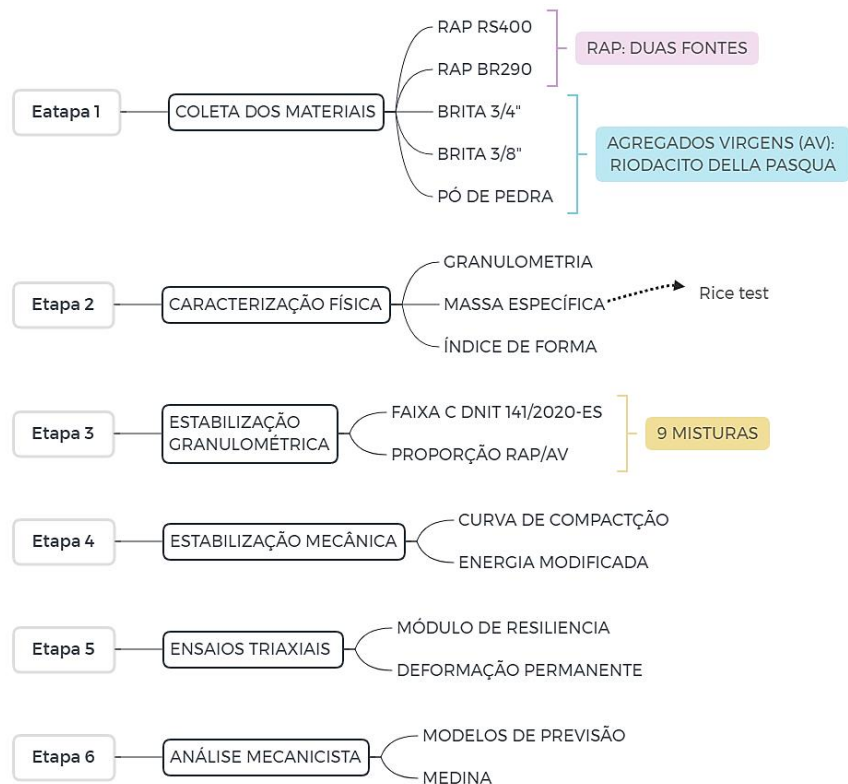 Eatapa 1
COLETA DOS MATERIAIS
RAP RS400
RAP BR290
BRITA 3/4"
BRITA 3/8"
PÓ DE PEDRA
RAP: DUAS FONTES
AGREGADOS VIRGENS (AV):
RIODACITO DELLA PASQUA
Etapa 2
CARACTERIZAÇÃO FÍSICA
GRANULOMETRIA
MASSA ESPECÍFICA
ÍNDICE DE FORMA
Rice test
Etapa 3
ESTABILIZAÇÃO
GRANULOMÉTRICA
FAIXA C DNIT 141/2020-ES
PROPORÇÃO RAP/AV
9 MISTURAS
Etapa 4
ESTABILIZAÇÃO MECÂNICA
CURVA DE COMPACTÇÃO
ENERGIA MODIFICADA
Etapa 5
ENSAIOS TRIAXIAIS
MÓDULO DE RESILIENCIA
DEFORMAÇÃO PERMANENTE
Etapa 6
ANÁLISE MECANICISTA
MODELOS DE PREVISÃO
MEDINA